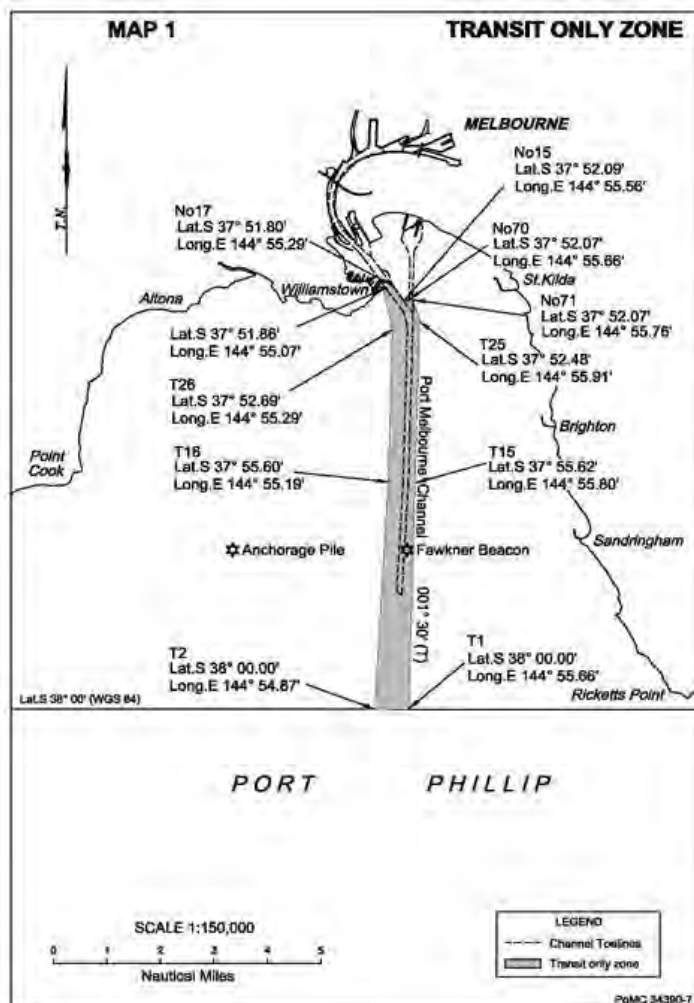 MAP 1
TRANSIT ONLY ZONE
MELBOURNE
T.N.
No15
Lat.S 37° 52.09'
Long.E 144° 55.56'
No17
Lat.S 37° 51.80'
Long.E 144° 55.29'
No70
Lat.S 37° 52.07'
Long.E 144° 55.66'
St.Kilda
Williamstown
Altona
No71
Lat.S 37° 52.07'
Long.E 144° 55.76'
Lat.S 37° 51.86'
Long.E 144° 55.07'
T25
Lat.S 37° 52.48'
Long.E 144° 55.91'
T26
Lat.S 37° 52.69'
Long.E 144° 55.29'
Port Melbourne Channel
Brighton
Point
Cook
T16
Lat.S 37° 55.60'
Long.E 144° 55.19'
T15
Lat.S 37° 55.62'
Long.E 144° 55.80'
Sandringham
Anchorage Pile
Fawkner Beacon
001° 30' (T)
T2
Lat.S 38° 00.00'
Long.E 144° 54.87'
T1
Lat.S 38° 00.00'
Long.E 144° 55.66'
Ricketts Point
Lat.S 38° 00' (WGS 84)
PORT PHILLIP
SCALE 1:150,000
0 1 2 3 4 5
Nautical Miles
LEGEND
Channel Toelines
Transit only zone
PoMC 34390-7